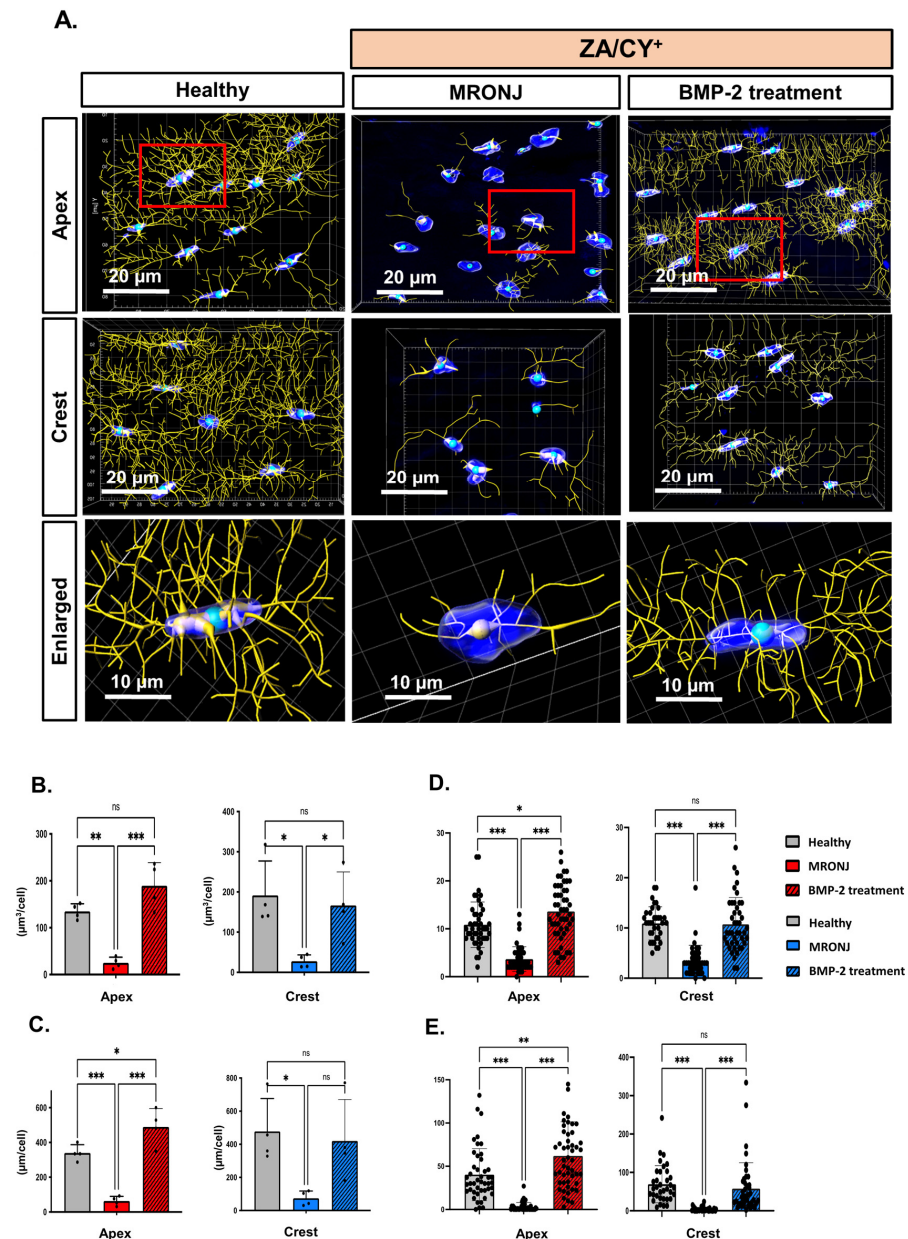 A.
ZA/CY⁺
Healthy
MRONJ
BMP-2 treatment
Apex
20 µm
20 µm
20 µm
Crest
20 µm
20 µm
20 µm
Enlarged
10 µm
10 µm
10 µm
B.
ns
** ***
300
200
100
0
(µm³/cell)
Apex
ns
* *
400
300
200
100
0
(µm³/cell)
Crest
D.
*
*** ***
30
20
10
0
Apex
ns
*** ***
30
20
10
0
Crest
Healthy
MRONJ
BMP-2 treatment
Healthy
MRONJ
BMP-2 treatment
C.
*
*** ***
600
400
200
0
(µm/cell)
Apex
ns
* ns
800
600
400
200
0
(µm/cell)
Crest
E.
**
*** ***
200
150
100
50
0
Apex
ns
*** ***
400
300
200
100
0
Crest